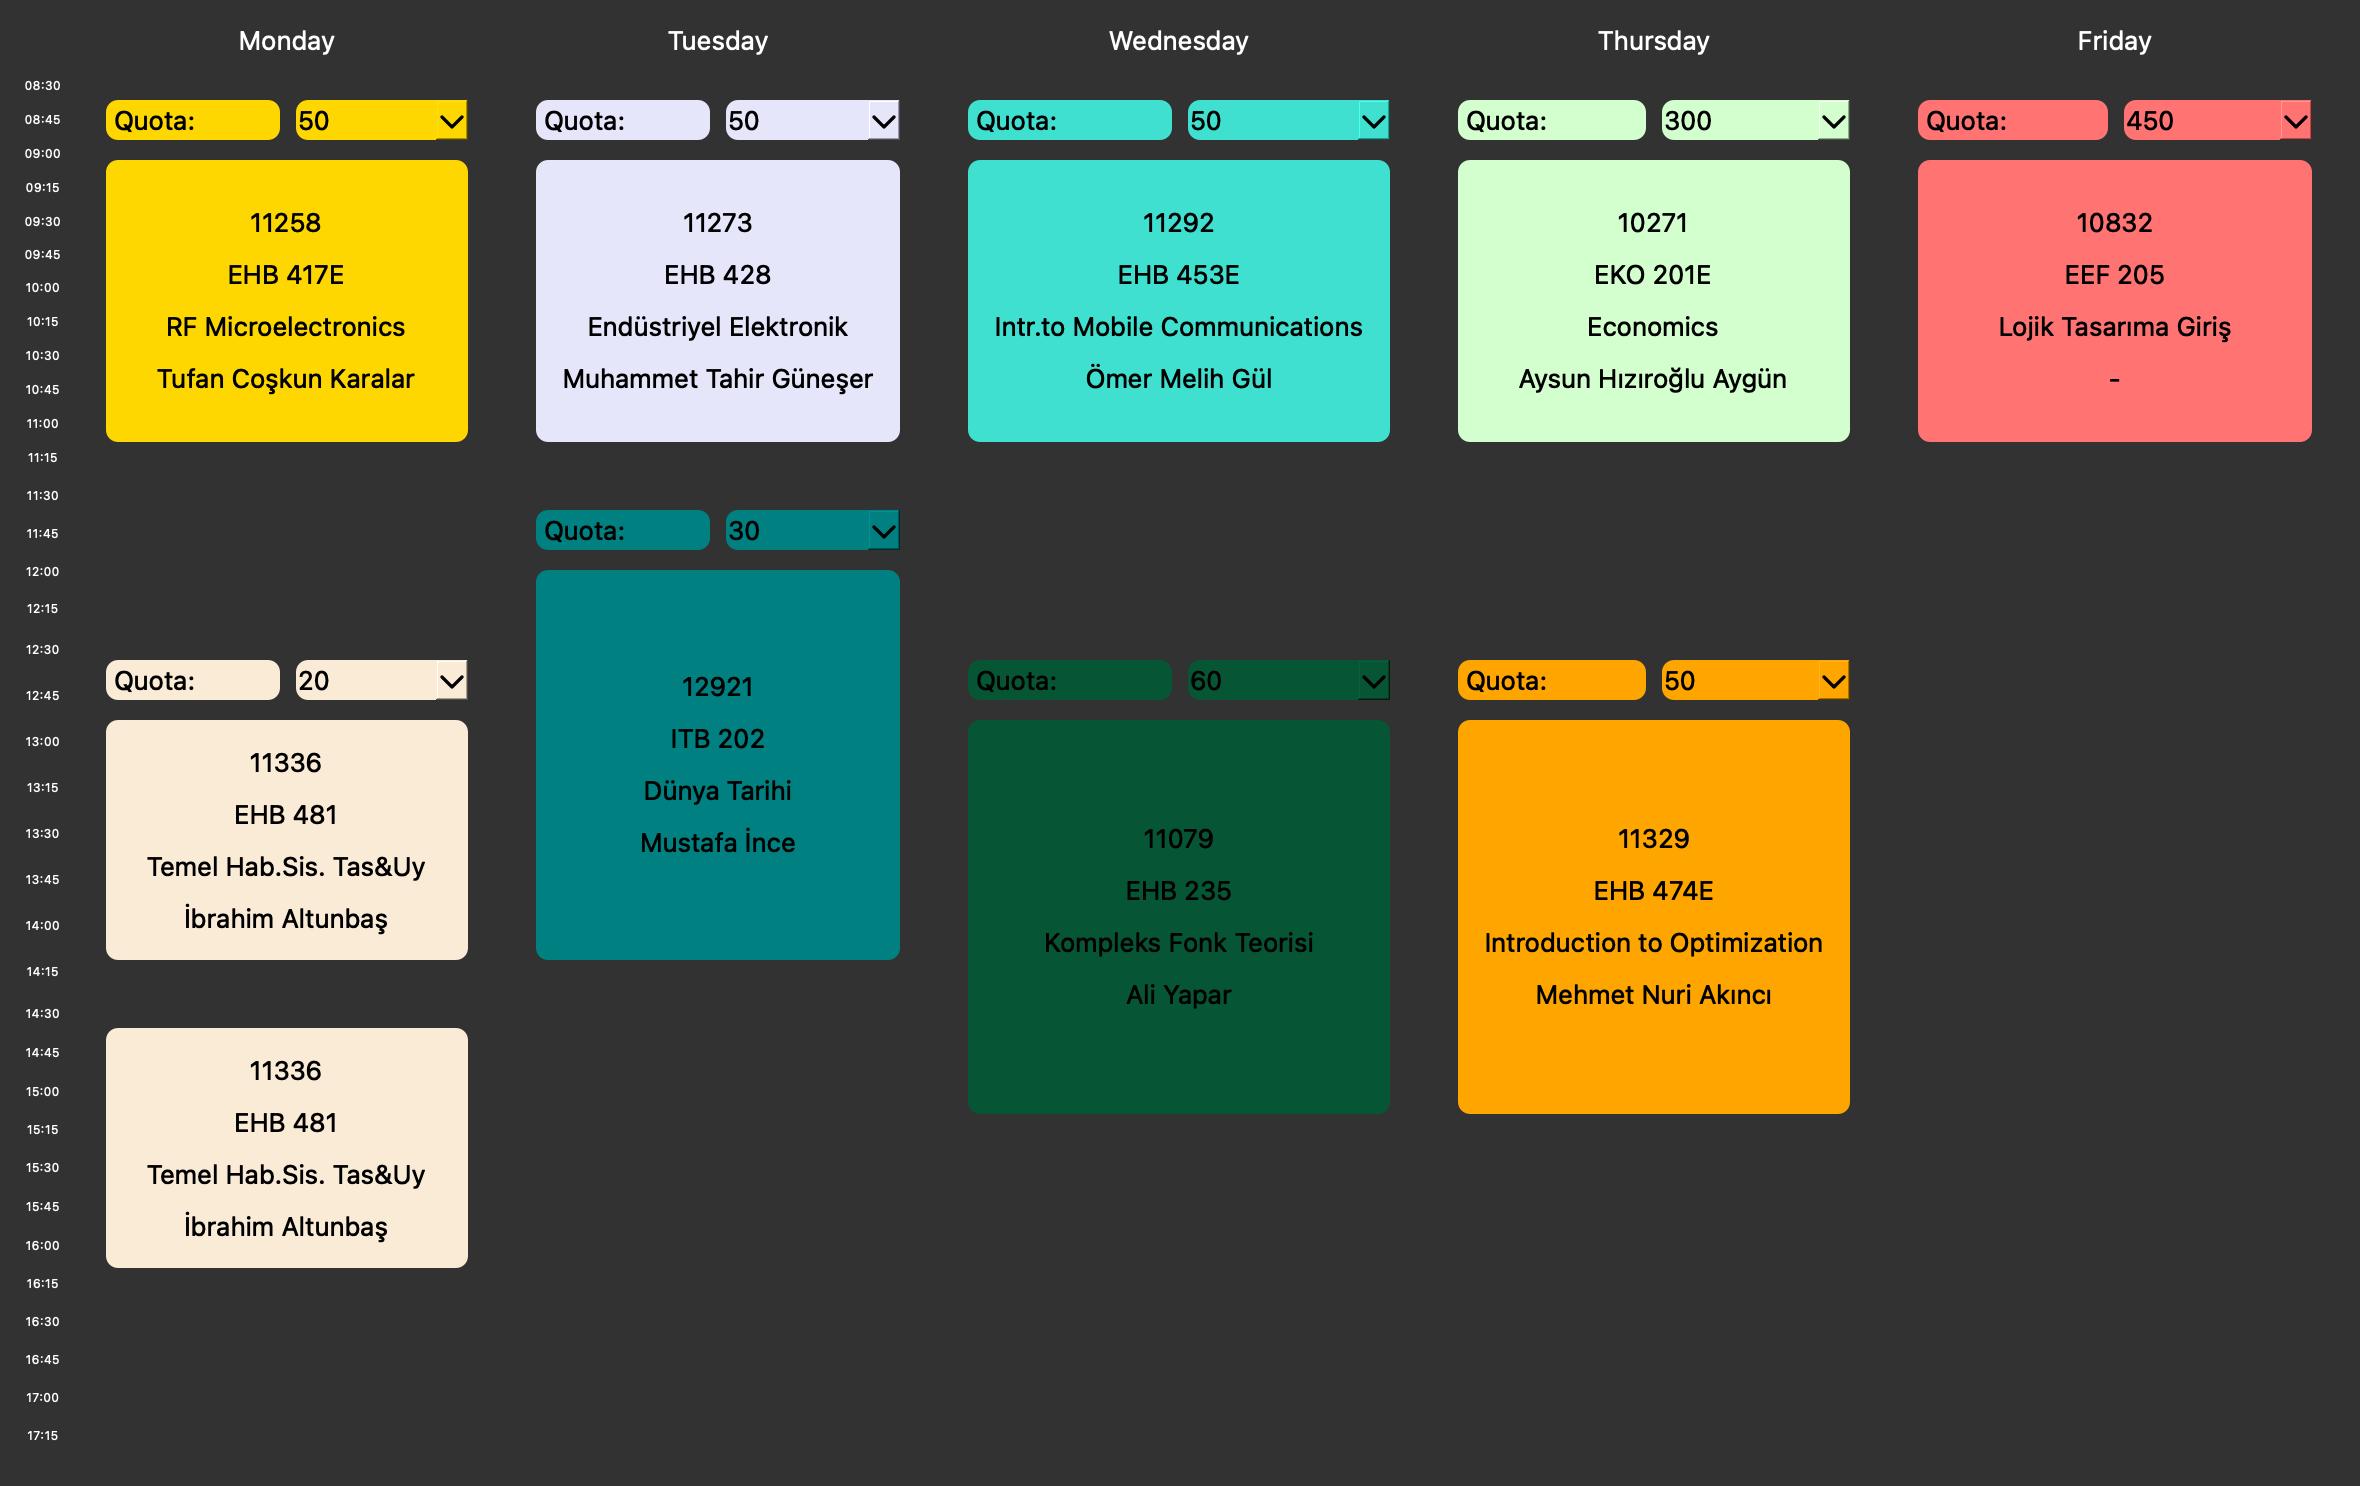 Monday
Tuesday
Wednesday
Thursday
Friday
08:30
08:45
09:00
09:15
09:30
09:45
10:00
10:15
10:30
10:45
11:00
11:15
11:30
11:45
12:00
12:15
12:30
12:45
13:00
13:15
13:30
13:45
14:00
14:15
14:30
14:45
15:00
15:15
15:30
15:45
16:00
16:15
16:30
16:45
17:00
17:15
Quota: 50
11258
EHB 417E
RF Microelectronics
Tufan Coşkun Karalar
Quota: 20
11336
EHB 481
Temel Hab.Sis. Tas&Uy
İbrahim Altunbaş
11336
EHB 481
Temel Hab.Sis. Tas&Uy
İbrahim Altunbaş
Quota: 50
11273
EHB 428
Endüstriyel Elektronik
Muhammet Tahir Güneşer
Quota: 30
12921
ITB 202
Dünya Tarihi
Mustafa İnce
Quota: 50
11292
EHB 453E
Intr.to Mobile Communications
Ömer Melih Gül
Quota: 60
11079
EHB 235
Kompleks Fonk Teorisi
Ali Yapar
Quota: 300
10271
EKO 201E
Economics
Aysun Hızıroğlu Aygün
Quota: 50
11329
EHB 474E
Introduction to Optimization
Mehmet Nuri Akıncı
Quota: 450
10832
EEF 205
Lojik Tasarıma Giriş
-